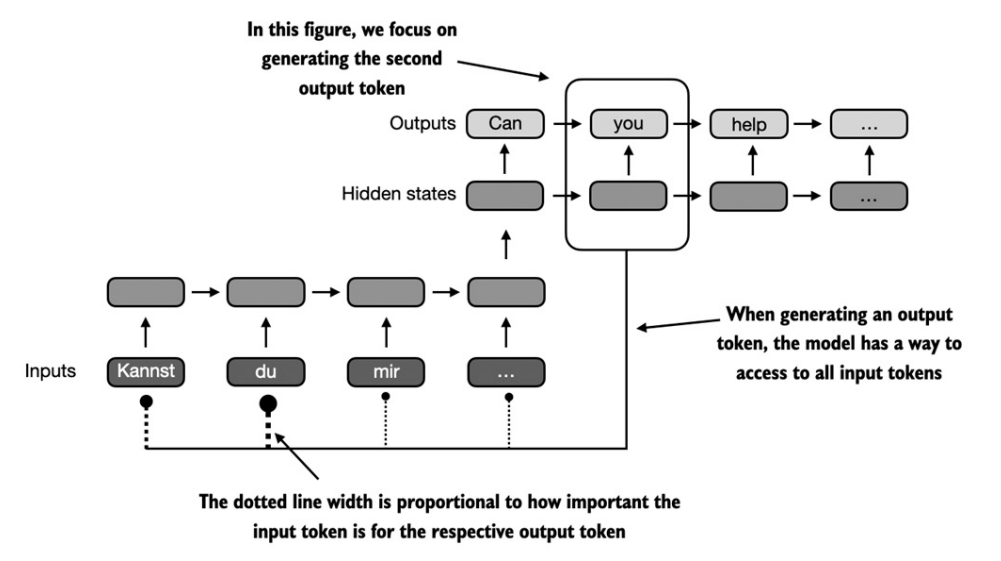 In this figure, we focus on
generating the second
output token
Outputs
Can
you
help
...
Hidden states
...
When generating an output
token, the model has a way to
access to all input tokens
Inputs
Kannst
du
mir
...
The dotted line width is proportional to how important the
input token is for the respective output token